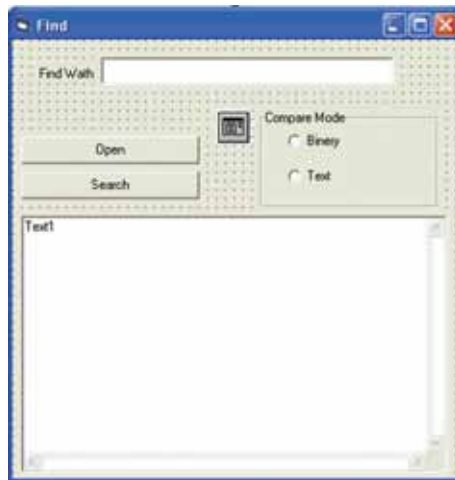 Find
Find Wath
Compare Mode
Binery
Open
Text
Search
Text1